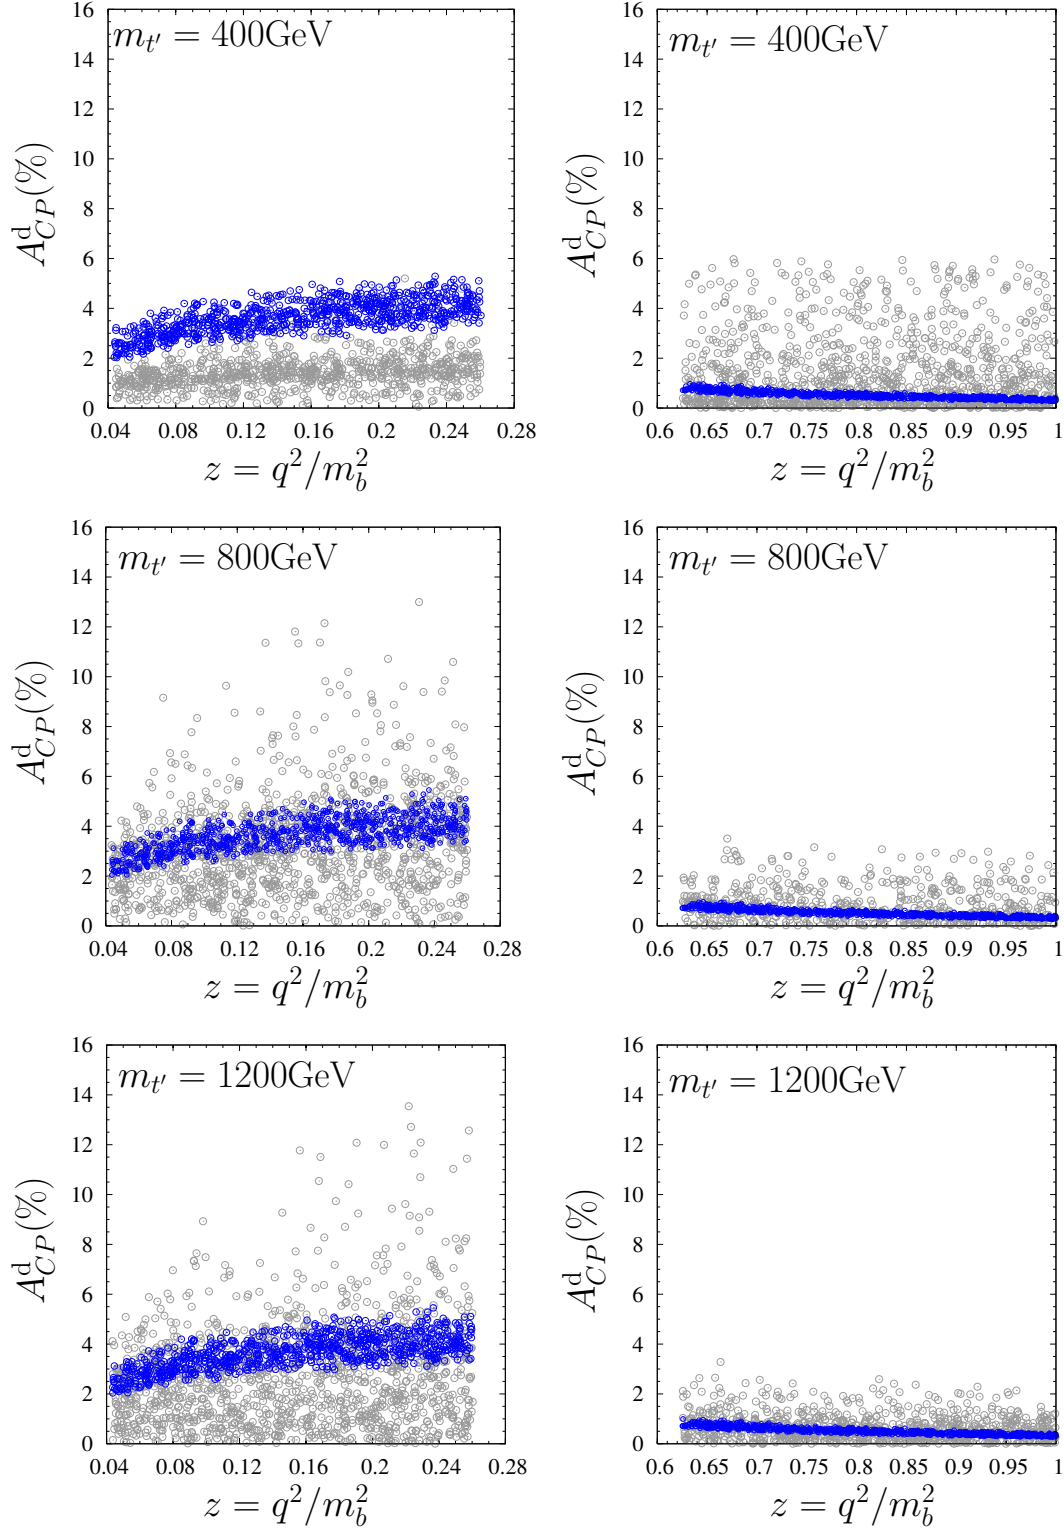 m_{t'} = 400GeV
16
14
12
10
8
6
4
2
0
A^d_{CP}(%)
0.04 0.08 0.12 0.16 0.2 0.24 0.28
z = q^2/m_b^2
m_{t'} = 400GeV
16
14
12
10
8
6
4
2
0
A^d_{CP}(%)
0.6 0.65 0.7 0.75 0.8 0.85 0.9 0.95 1
z = q^2/m_b^2
m_{t'} = 800GeV
16
14
12
10
8
6
4
2
0
A^d_{CP}(%)
0.04 0.08 0.12 0.16 0.2 0.24 0.28
z = q^2/m_b^2
m_{t'} = 800GeV
16
14
12
10
8
6
4
2
0
A^d_{CP}(%)
0.6 0.65 0.7 0.75 0.8 0.85 0.9 0.95 1
z = q^2/m_b^2
m_{t'} = 1200GeV
16
14
12
10
8
6
4
2
0
A^d_{CP}(%)
0.04 0.08 0.12 0.16 0.2 0.24 0.28
z = q^2/m_b^2
m_{t'} = 1200GeV
16
14
12
10
8
6
4
2
0
A^d_{CP}(%)
0.6 0.65 0.7 0.75 0.8 0.85 0.9 0.95 1
z = q^2/m_b^2